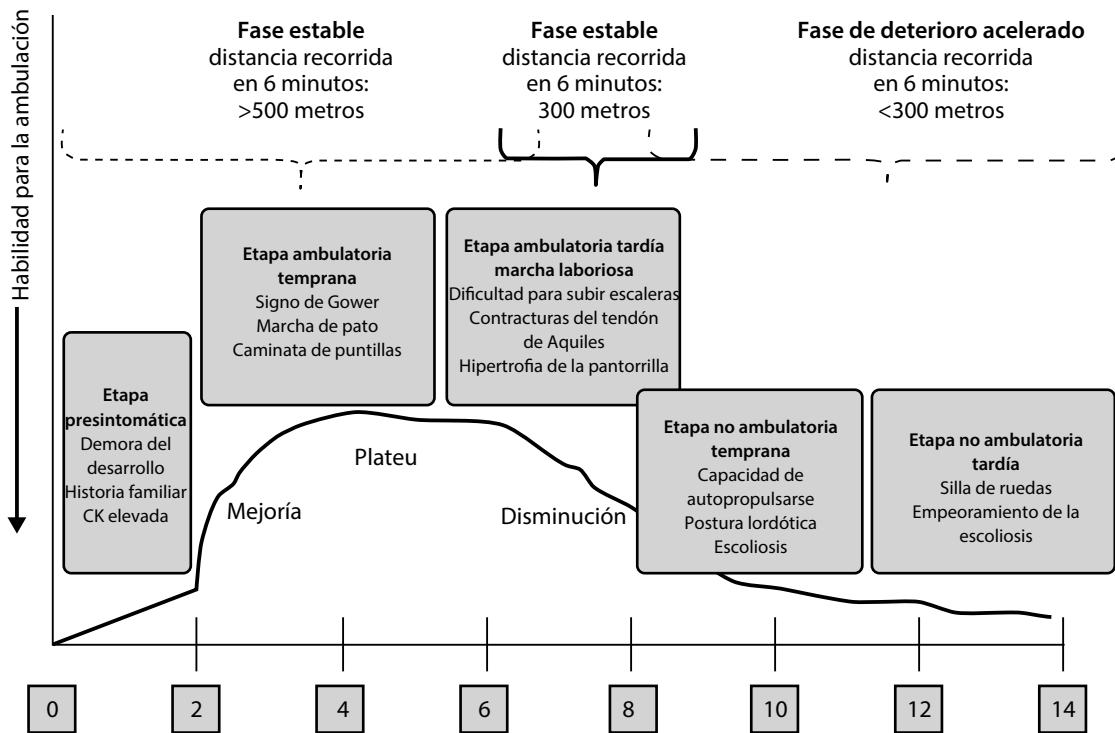 Habilidad para la ambulación
Fase estable
distancia recorrida
en 6 minutos:
>500 metros
Fase estable
distancia recorrida
en 6 minutos:
300 metros
Fase de deterioro acelerado
distancia recorrida
en 6 minutos:
<300 metros
Etapa
presintomática
Demora del
desarrollo
Historia familiar
CK elevada
Etapa ambulatoria
temprana
Signo de Gower
Marcha de pato
Caminata de puntillas
Etapa ambulatoria tardía
marcha laboriosa
Dificultad para subir escaleras
Contracturas del tendón
de Aquiles
Hipertrofia de la pantorrilla
Etapa no ambulatoria
temprana
Capacidad de
autopropulsarse
Postura lordótica
Escoliosis
Etapa no ambulatoria
tardía
Silla de ruedas
Empeoramiento de la
escoliosis
Mejoría
Plateu
Disminución
0 2 4 6 8 10 12 14